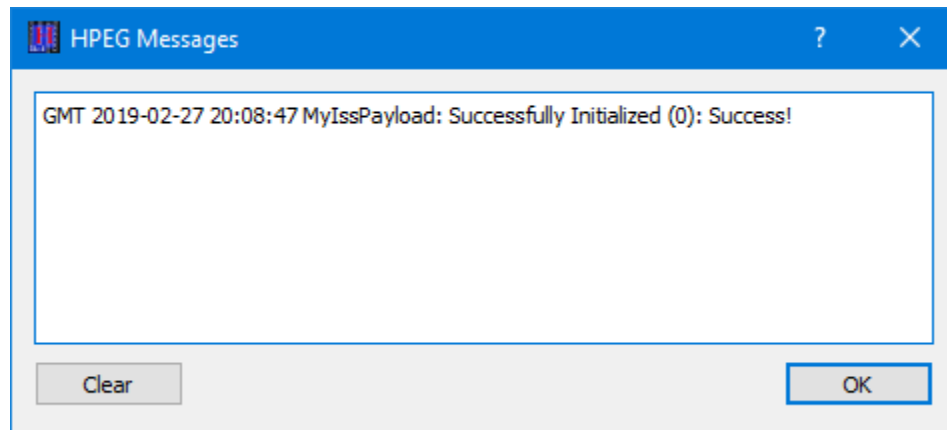 HPEG Messages
GMT 2019-02-27 20:08:47 MyIssPayload: Successfully Initialized (0): Success!
Clear
OK